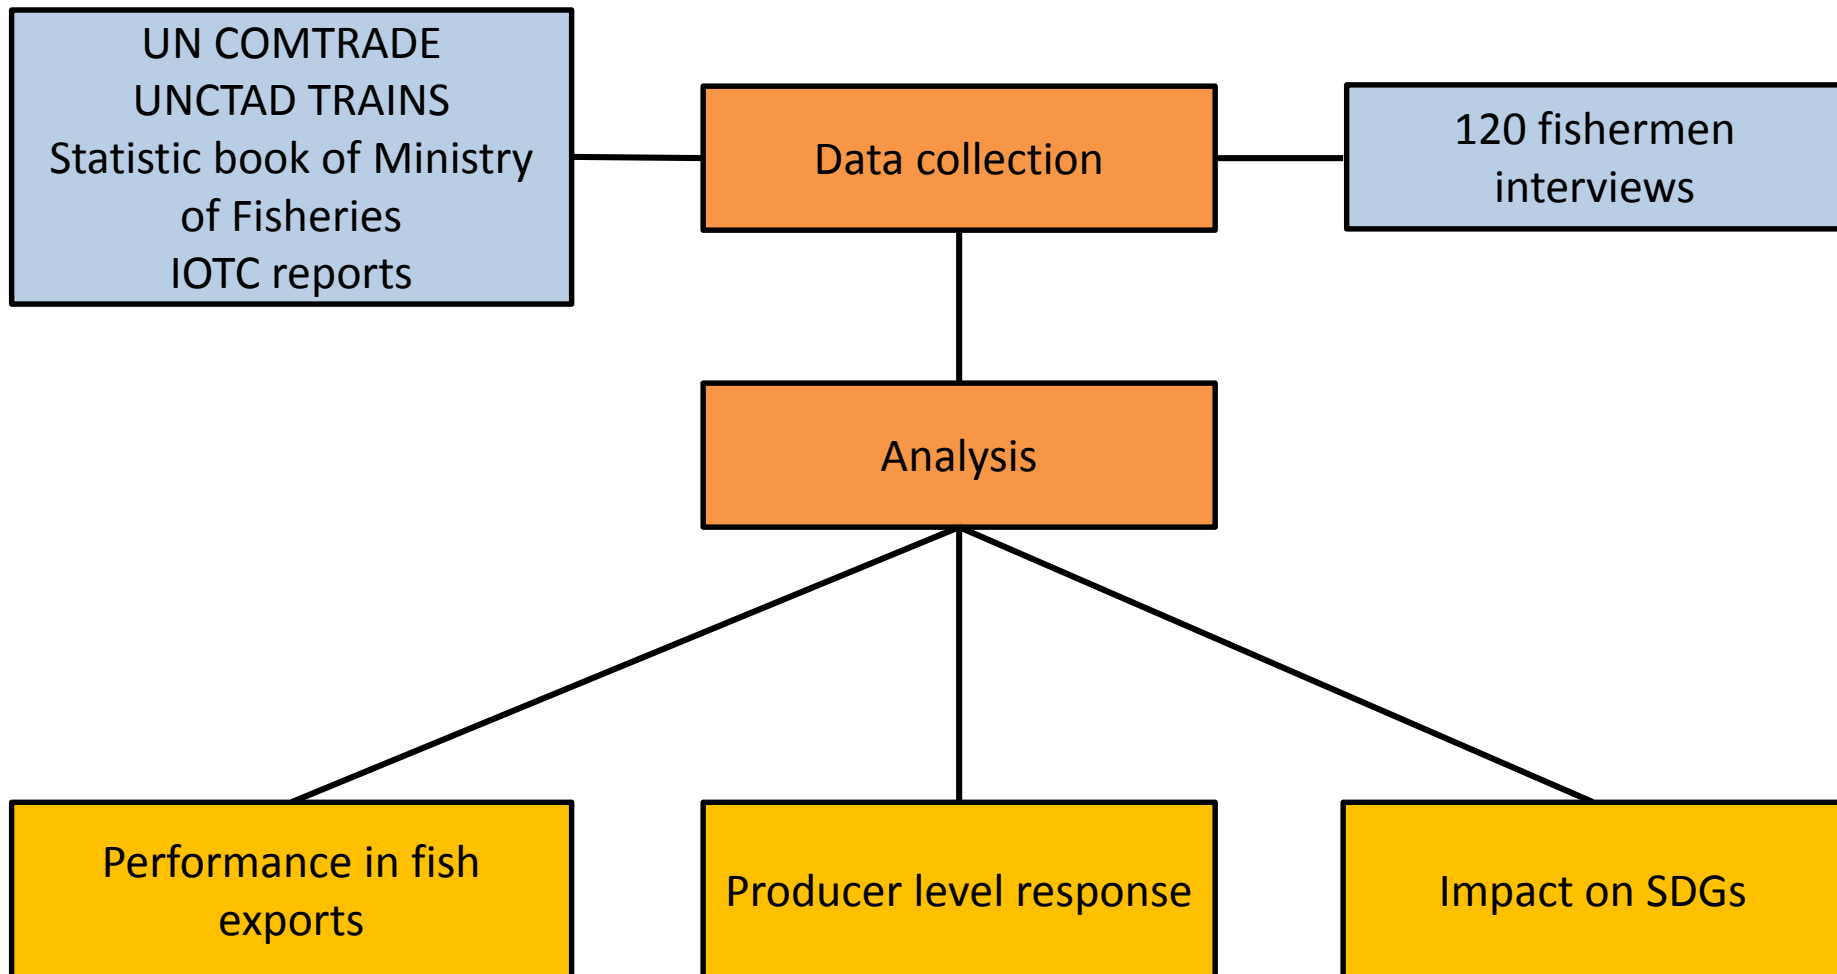 UN COMTRADE
UNCTAD TRAINS
Statistic book of Ministry
of Fisheries
IOTC reports
Data collection
120 fishermen
interviews
Analysis
Performance in fish
exports
Producer level response
Impact on SDGs